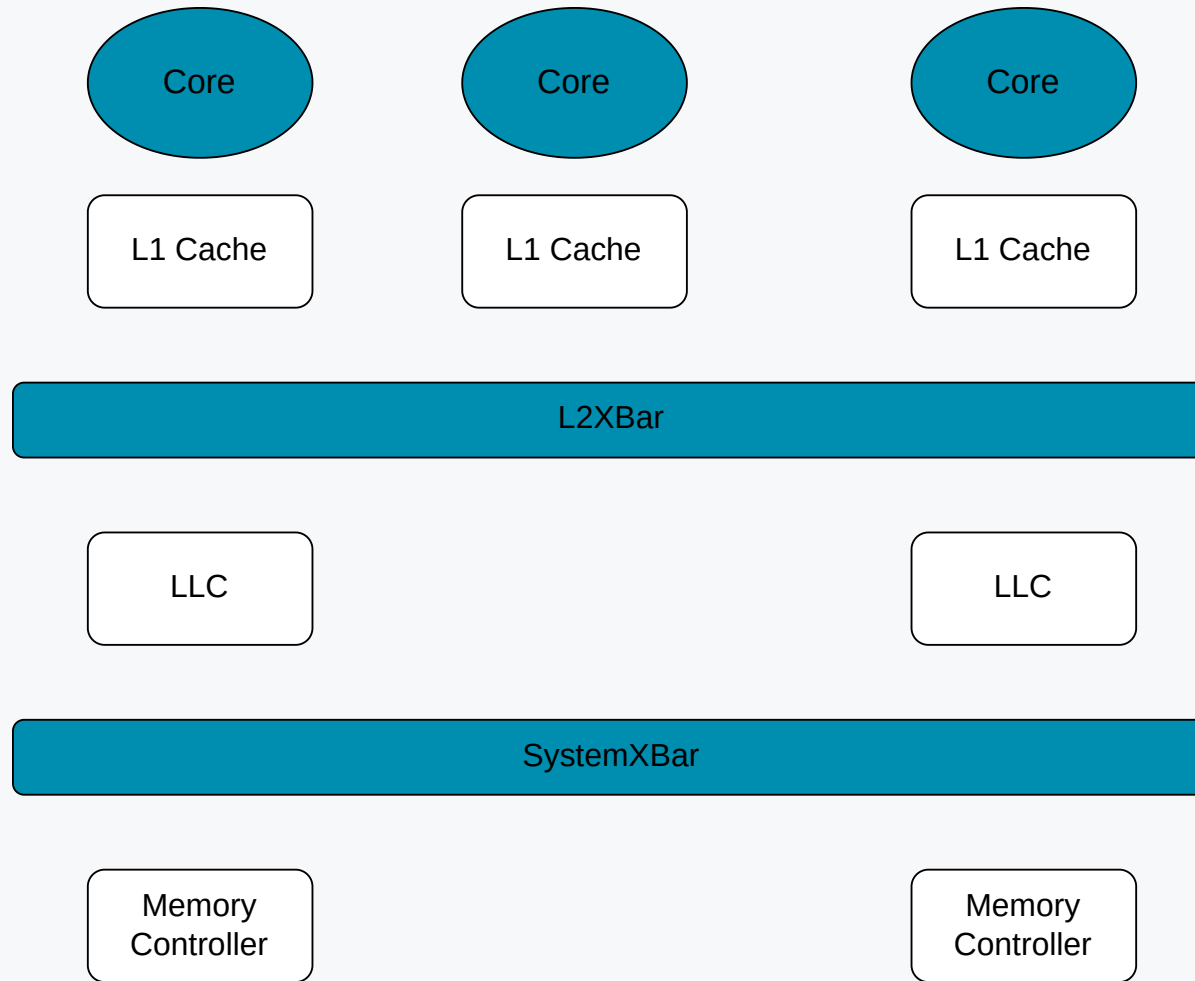 Core
Core
Core
L1 Cache
L1 Cache
L1 Cache
L2XBar
LLC
LLC
SystemXBar
Memory
Controller
Memory
Controller